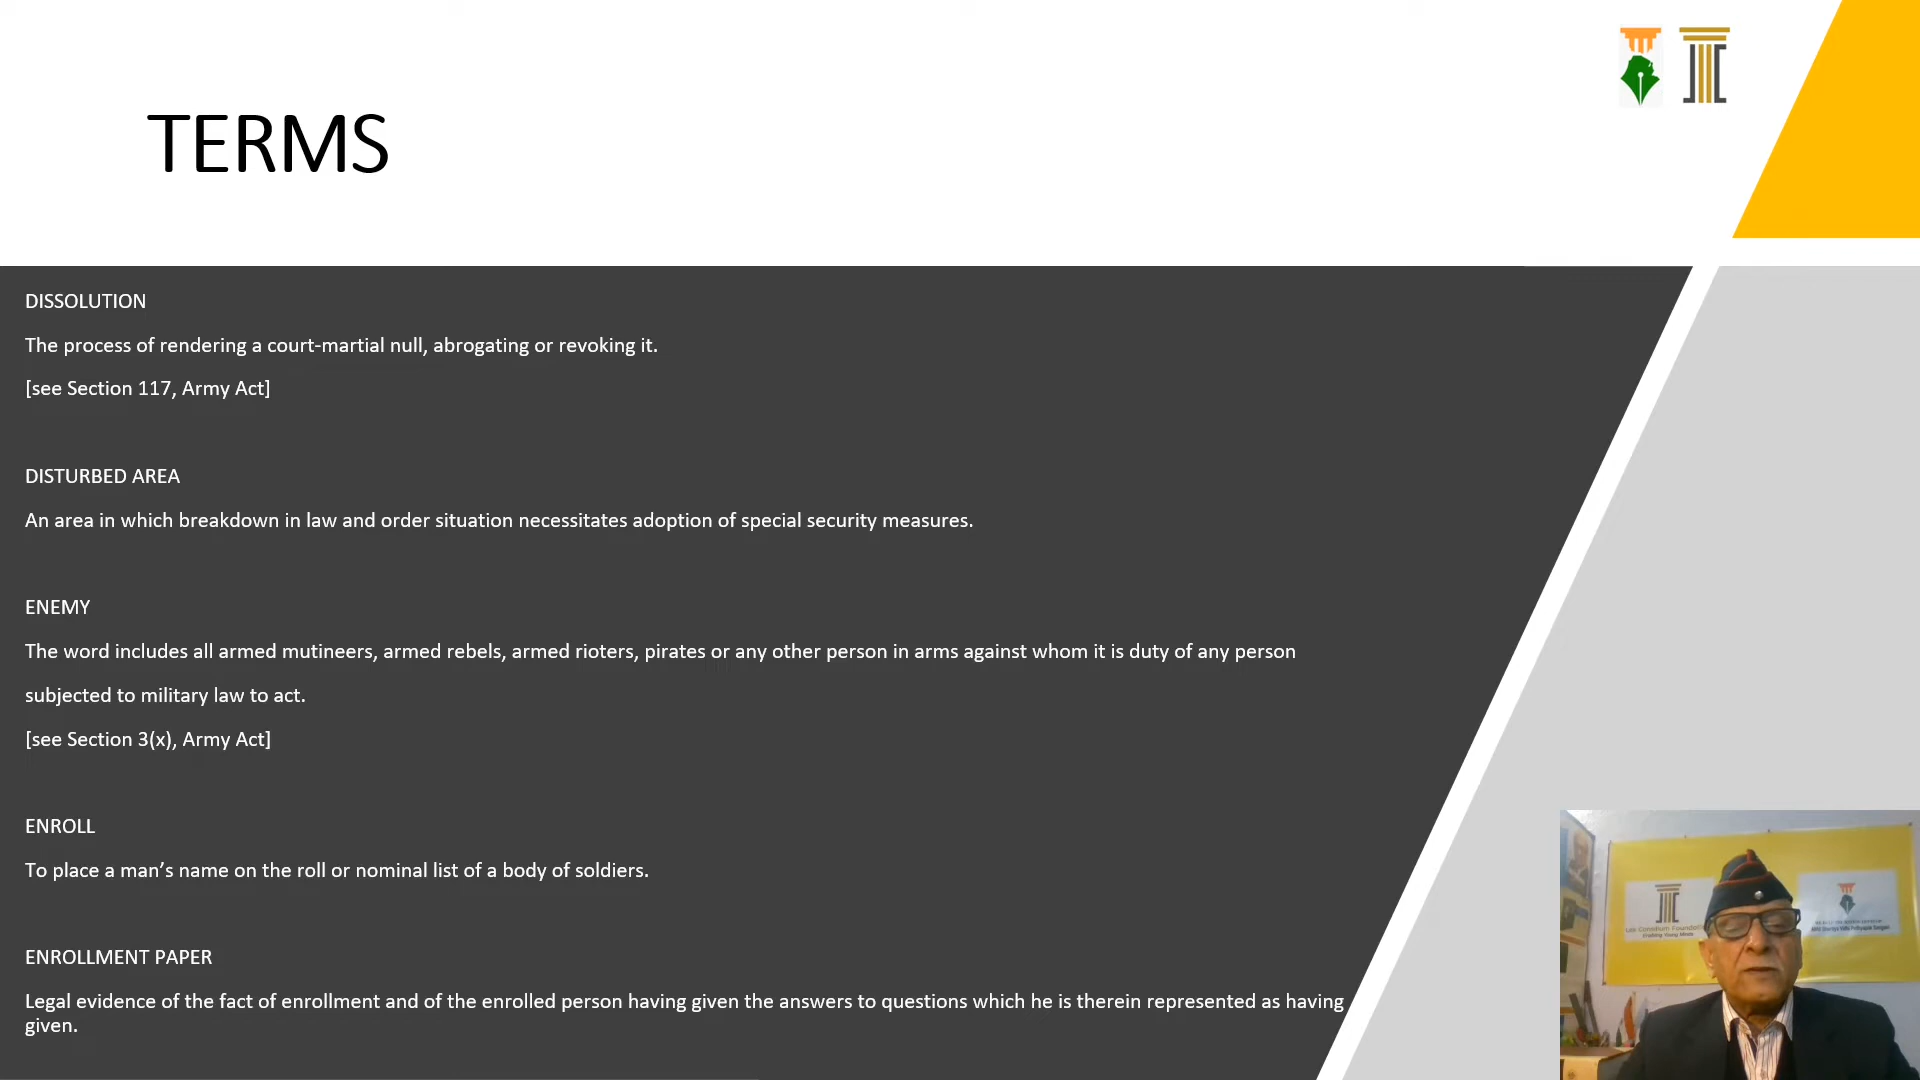 TERMS
DISSOLUTION
The process of rendering a court-martial null, abrogating or revoking it.
[see Section 117, Army Act]
DISTURBED AREA
An area in which breakdown in law and order situation necessitates adoption of special security measures.
ENEMY
The word includes all armed mutineers, armed rebels, armed rioters, pirates or any other person in arms against whom it is duty of any person
subjected to military law to act.
[see Section 3(x), Army Act]
ENROLL
To place a man’s name on the roll or nominal list of a body of soldiers.
ENROLLMENT PAPER
Legal evidence of the fact of enrollment and of the enrolled person having given the answers to questions which he is therein represented as having
given.
Consilium Foundati
Young Minds